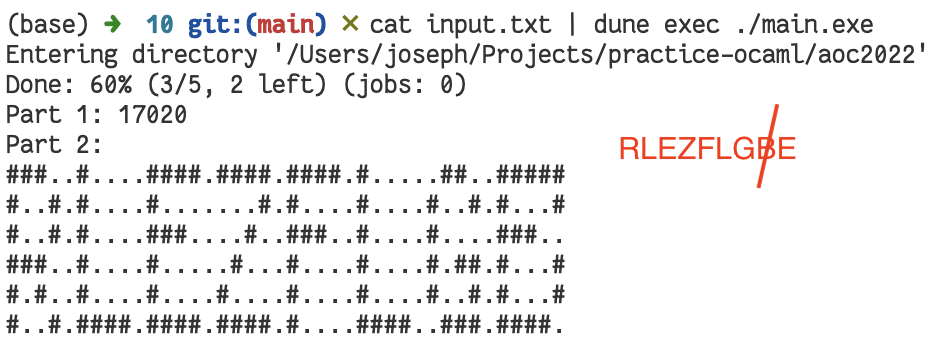 (base) ➜  10 git:(main) ✕ cat input.txt | dune exec ./main.exe
Entering directory '/Users/joseph/Projects/practice-ocaml/aoc2022'
Done: 60% (3/5, 2 left) (jobs: 0)
Part 1: 17020
Part 2:
RLEZFLGBE
###..#....####.####.####.#.....##..#####
#..#.#....#.......#.#....#....#..#.#...#
#..#.#....###....#..###..#....#....###..
###..#....#.....#...#....#....#.##.#...#
#.#..#....#....#....#....#....#..#.#...#
#..#.####.####.####.#....####..###.####.